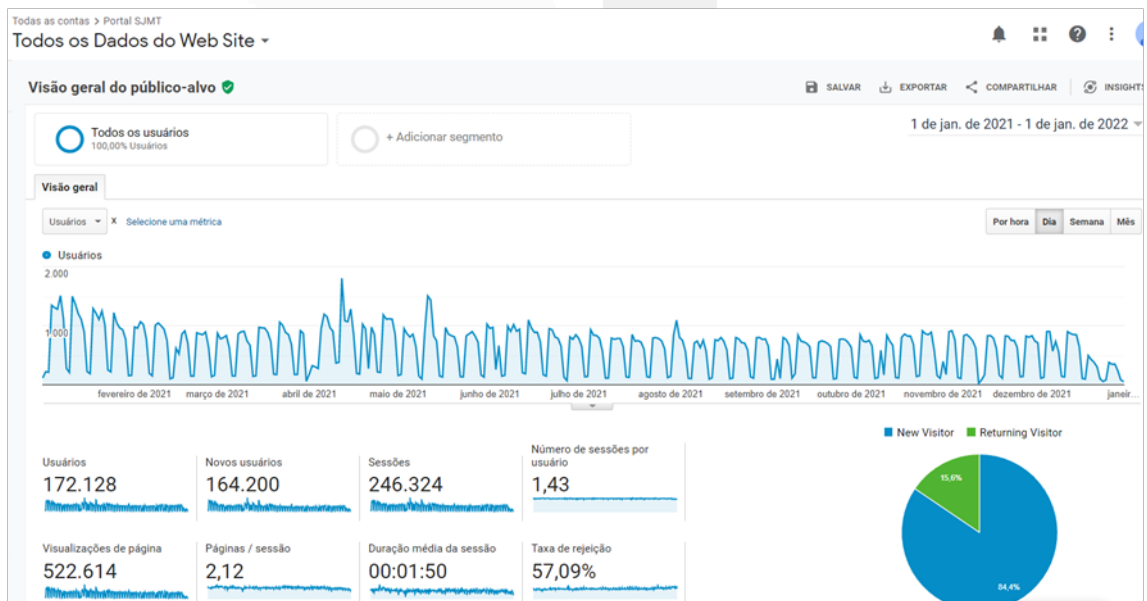 Todas as contas > Portal SJMT
Todos os Dados do Web Site
Visão geral do público-alvo
SALVAR EXPORTAR COMPARTILHAR INSIGHTS
Todos os usuários
100,00% Usuários
+ Adicionar segmento
1 de jan. de 2021 - 1 de jan. de 2022
Visão geral
Usuários X Selecione uma métrica
Por hora Dia Semana Mês
Usuários
2.000
1.000
fevereiro de 2021 março de 2021 abril de 2021 maio de 2021 junho de 2021 julho de 2021 agosto de 2021 setembro de 2021 outubro de 2021 novembro de 2021 dezembro de 2021 janeir...
New Visitor Returning Visitor
Usuários
172.128
Novos usuários
164.200
Sessões
246.324
Número de sessões por
usuário
1,43
Visualizações de página
522.614
Páginas / sessão
2,12
Duração média da sessão
00:01:50
Taxa de rejeição
57,09%
15,6%
84,4%